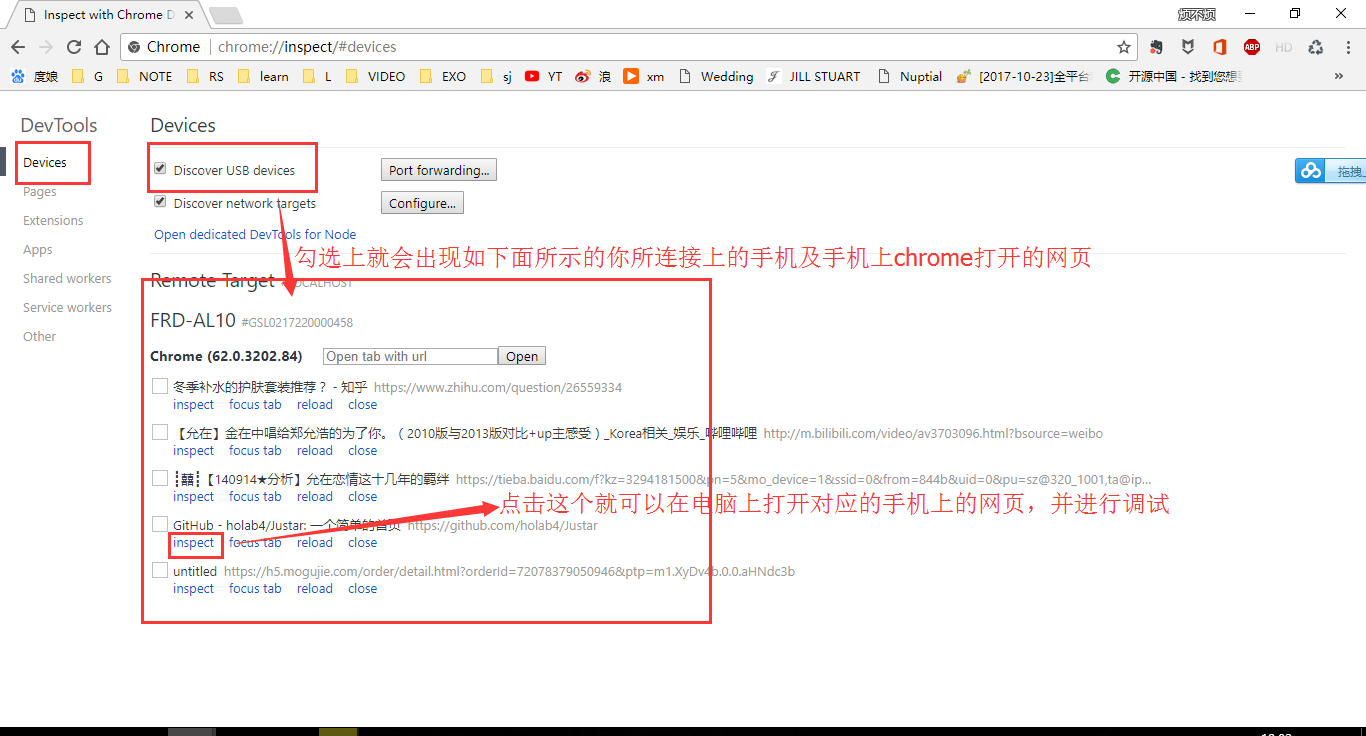 Inspect with Chrome D
烦不烦
Chrome chrome://inspect/#devices
ABP HD
度娘 G NOTE RS learn L VIDEO EXO sj YT 浪 xm Wedding JILL STUART Nuptial [2017-10-23]全平台 开源中国 - 找到您想 »
DevTools
Devices
Pages
Extensions
Apps
Shared workers
Service workers
Other
Devices
Discover USB devices Port forwarding...
Discover network targets Configure...
Open dedicated DevTools for Node
拖拽
勾选上就会出现如下面所示的你所连接上的手机及手机上chrome打开的网页
Remote Target #LOCALHOST
FRD-AL10 #GSL0217220000458
Chrome (62.0.3202.84) Open tab with url Open
冬季补水的护肤套装推荐？ - 知乎 https://www.zhihu.com/question/26559334
inspect focus tab reload close
【允在】金在中唱给郑允浩的为了你。（2010版与2013版对比+up主感受）_Korea相关_娱乐_哔哩哔哩 http://m.bilibili.com/video/av3703096.html?bsource=weibo
inspect focus tab reload close
┆囍┆【140914★分析】允在恋情这十几年的羁绊 https://tieba.baidu.com/f?kz=3294181500&pn=5&mo_device=1&ssid=0&from=844b&uid=0&pu=sz@320_1001,ta@ip...
inspect focus tab reload close
点击这个就可以在电脑上打开对应的手机上的网页，并进行调试
GitHub - holab4/Justar: 一个简单的首页 https://github.com/holab4/Justar
inspect focus tab reload close
untitled https://h5.mogujie.com/order/detail.html?orderId=72078379050946&ptp=m1.XyDv4b.0.0.aHNdc3b
inspect focus tab reload close